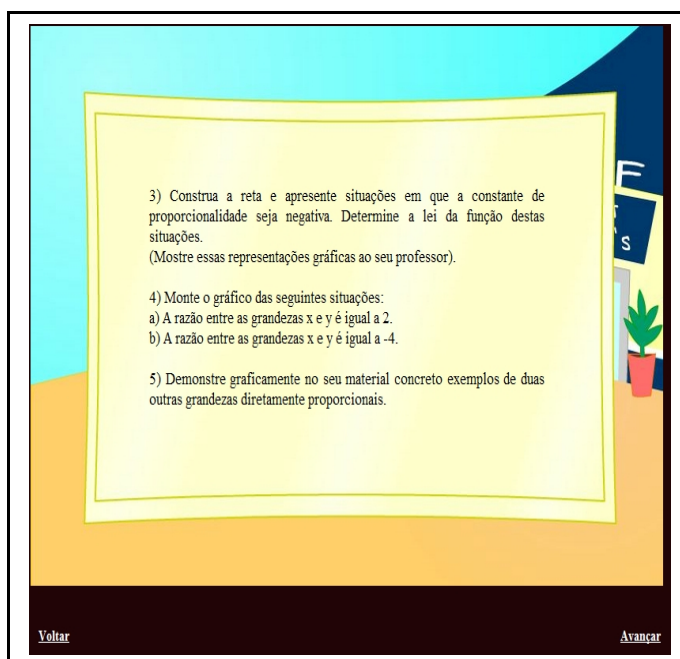 3) Construa a reta e apresente situações em que a constante de
proporcionalidade seja negativa. Determine a lei da função destas
situações.
(Mostre essas representações gráficas ao seu professor).
4) Monte o gráfico das seguintes situações:
a) A razão entre as grandezas x e y é igual a 2.
b) A razão entre as grandezas x e y é igual a -4.
5) Demonstre graficamente no seu material concreto exemplos de duas
outras grandezas diretamente proporcionais.
F
S
Voltar
Avançar